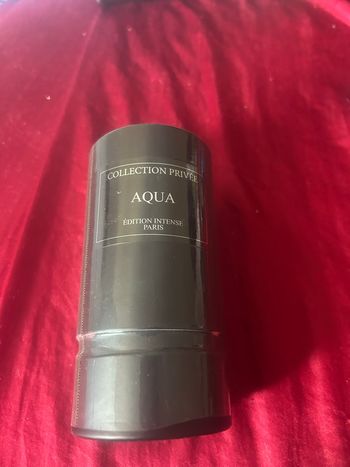 COLLECTION PRIVÉE
AQUA
ÉDITION INTENSE
PARIS